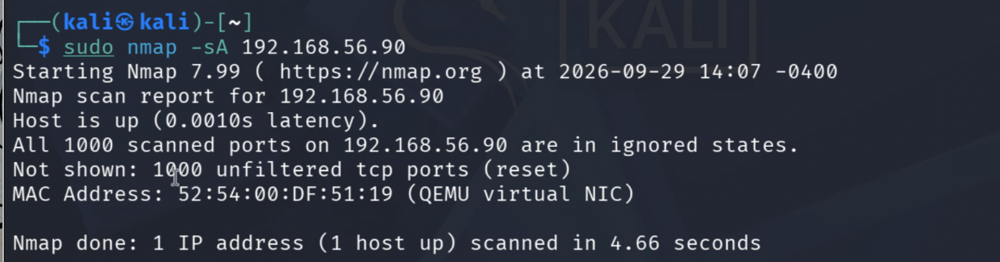 ┌──(kali㉿kali)-[~]
└─$ sudo nmap -sA 192.168.56.90
Starting Nmap 7.99 ( https://nmap.org ) at 2026-09-29 14:07 -0400
Nmap scan report for 192.168.56.90
Host is up (0.0010s latency).
All 1000 scanned ports on 192.168.56.90 are in ignored states.
Not shown: 1000 unfiltered tcp ports (reset)
MAC Address: 52:54:00:DF:51:19 (QEMU virtual NIC)

Nmap done: 1 IP address (1 host up) scanned in 4.66 seconds
KALI